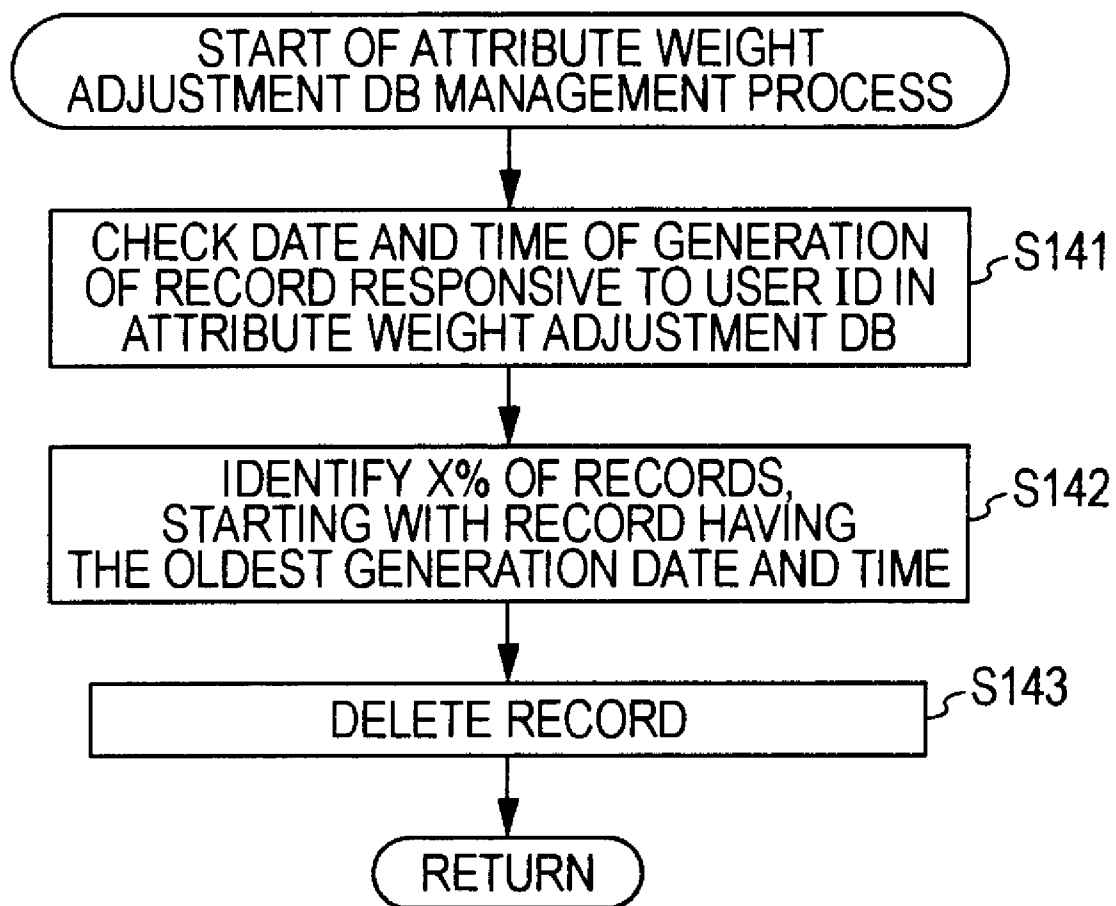 START OF ATTRIBUTE WEIGHT
ADJUSTMENT DB MANAGEMENT PROCESS
CHECK DATE AND TIME OF GENERATION
OF RECORD RESPONSIVE TO USER ID IN
ATTRIBUTE WEIGHT ADJUSTMENT DB
S141
IDENTIFY X% OF RECORDS,
STARTING WITH RECORD HAVING
THE OLDEST GENERATION DATE AND TIME
S142
DELETE RECORD
S143
RETURN